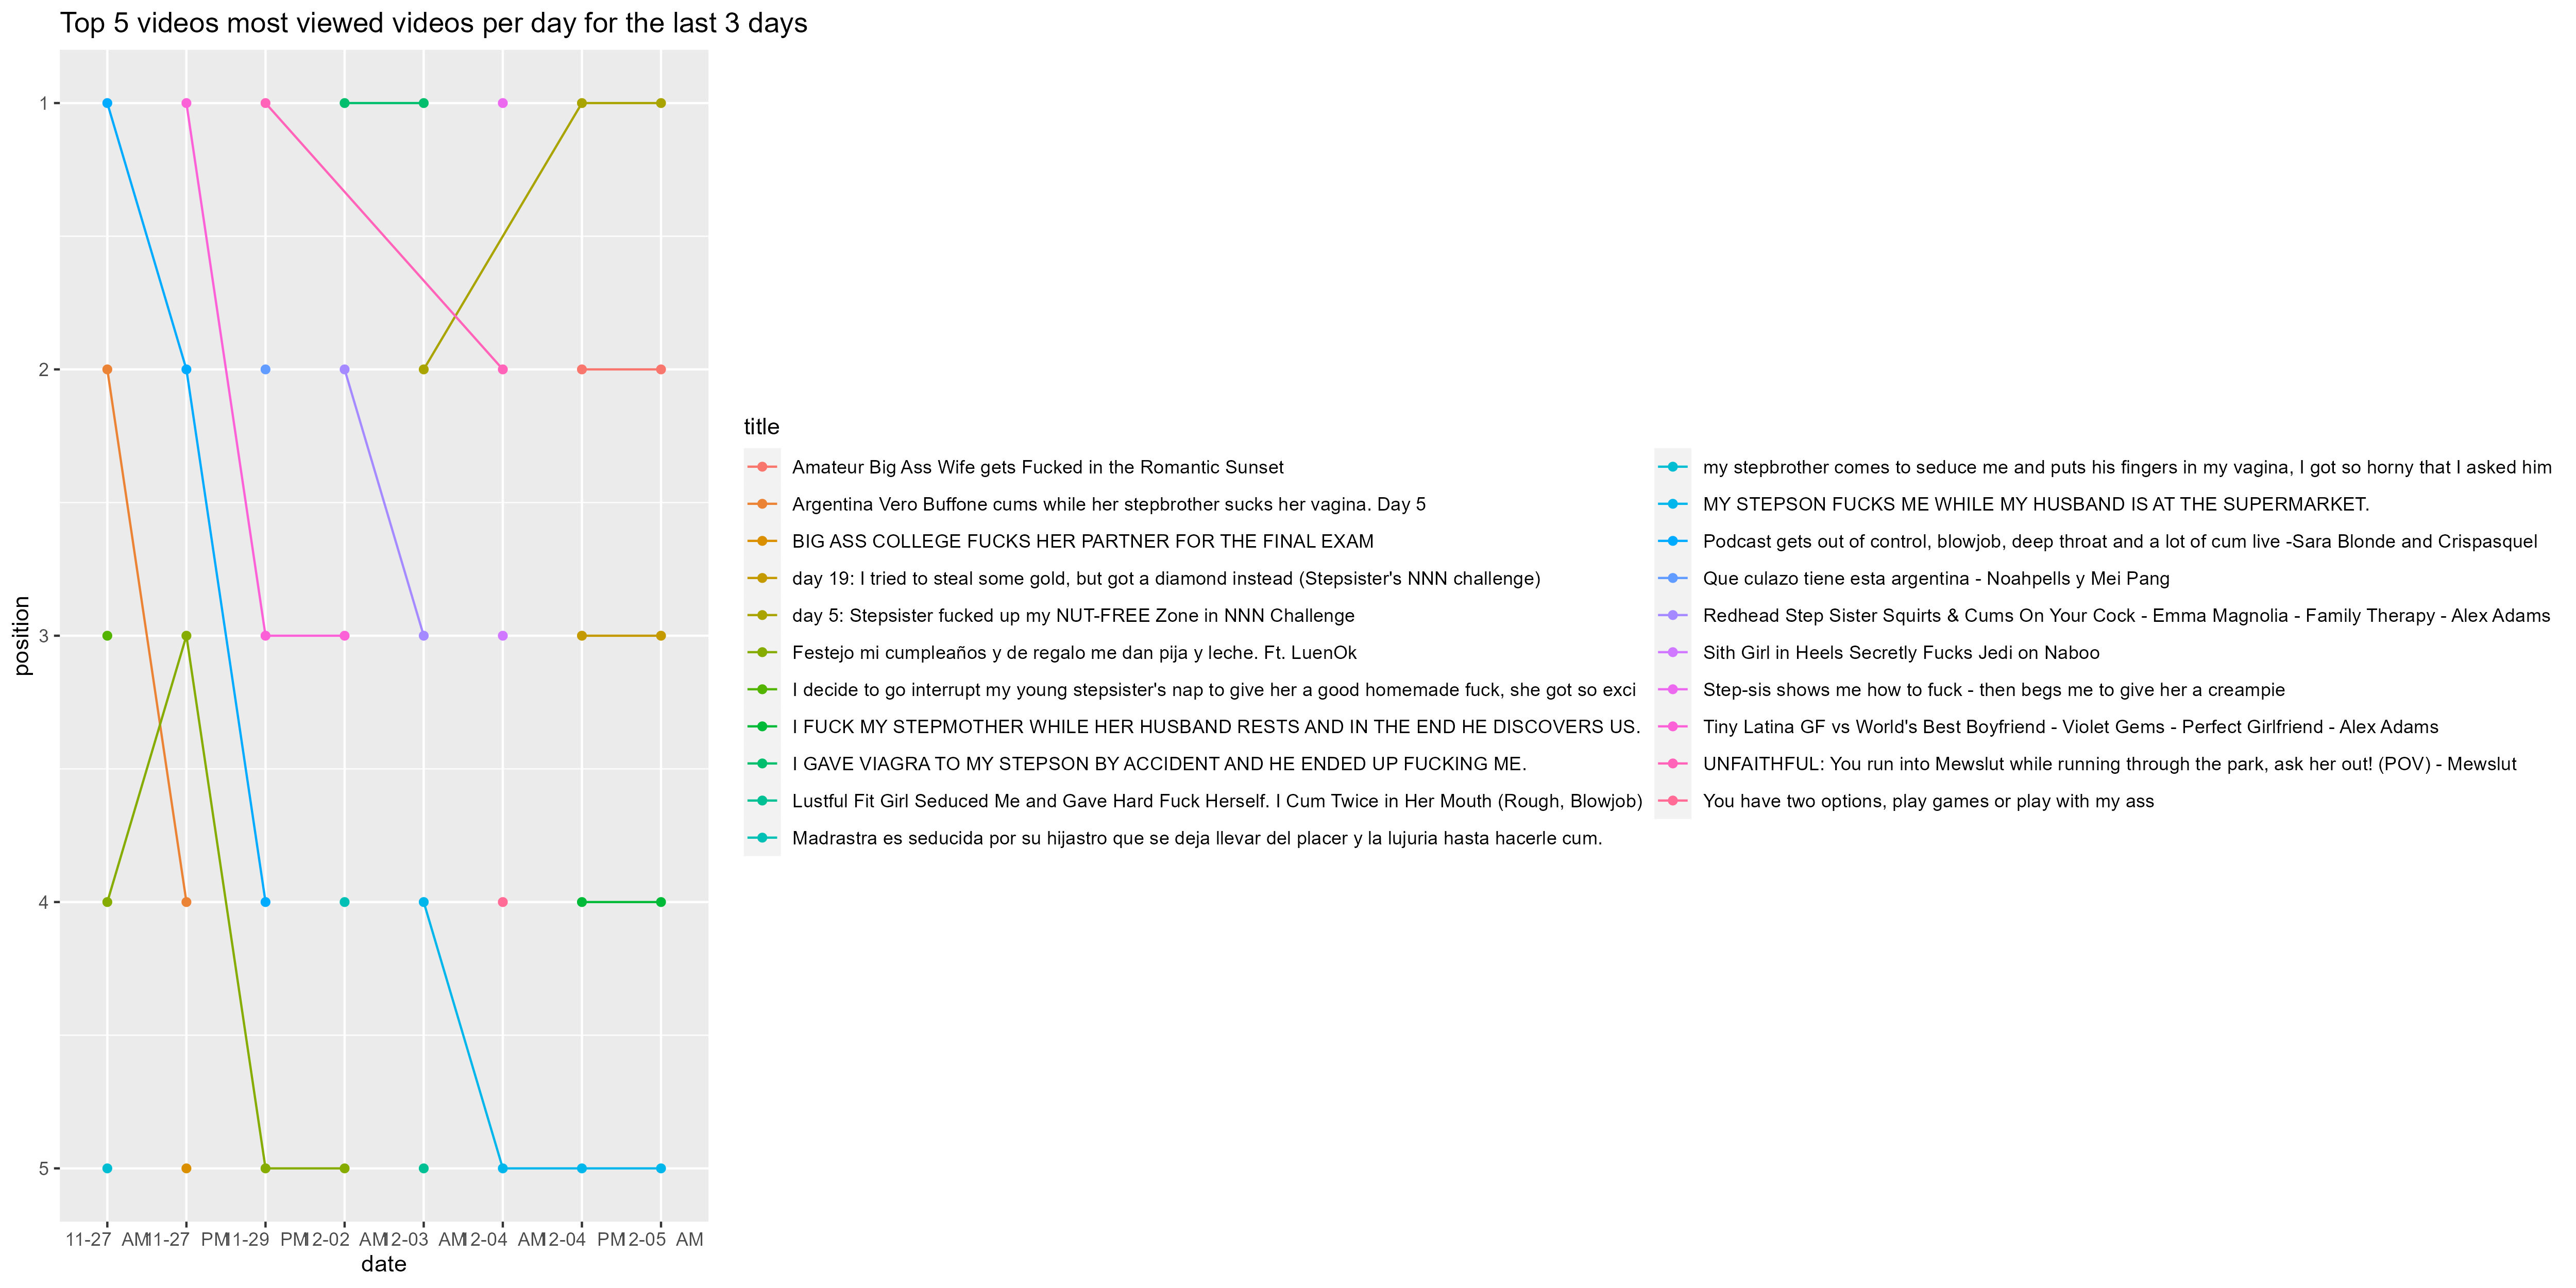 Top 5 videos most viewed videos per day for the last 3 days
position
1
2
3
4
5
11-27 AM
11-27 PM
11-29 PM
12-02 AM
12-03 AM
12-04 AM
12-04 PM
12-05 AM
date
title
Amateur Big Ass Wife gets Fucked in the Romantic Sunset
Argentina Vero Buffone cums while her stepbrother sucks her vagina. Day 5
BIG ASS COLLEGE FUCKS HER PARTNER FOR THE FINAL EXAM
day 19: I tried to steal some gold, but got a diamond instead (Stepsister's NNN challenge)
day 5: Stepsister fucked up my NUT-FREE Zone in NNN Challenge
Festejo mi cumpleaños y de regalo me dan pija y leche. Ft. LuenOk
I decide to go interrupt my young stepsister's nap to give her a good homemade fuck, she got so exci
I FUCK MY STEPMOTHER WHILE HER HUSBAND RESTS AND IN THE END HE DISCOVERS US.
I GAVE VIAGRA TO MY STEPSON BY ACCIDENT AND HE ENDED UP FUCKING ME.
Lustful Fit Girl Seduced Me and Gave Hard Fuck Herself. I Cum Twice in Her Mouth (Rough, Blowjob)
Madrastra es seducida por su hijastro que se deja llevar del placer y la lujuria hasta hacerle cum.
my stepbrother comes to seduce me and puts his fingers in my vagina, I got so horny that I asked him
MY STEPSON FUCKS ME WHILE MY HUSBAND IS AT THE SUPERMARKET.
Podcast gets out of control, blowjob, deep throat and a lot of cum live -Sara Blonde and Crispasquel
Que culazo tiene esta argentina - Noahpells y Mei Pang
Redhead Step Sister Squirts & Cums On Your Cock - Emma Magnolia - Family Therapy - Alex Adams
Sith Girl in Heels Secretly Fucks Jedi on Naboo
Step-sis shows me how to fuck - then begs me to give her a creampie
Tiny Latina GF vs World's Best Boyfriend - Violet Gems - Perfect Girlfriend - Alex Adams
UNFAITHFUL: You run into Mewslut while running through the park, ask her out! (POV) - Mewslut
You have two options, play games or play with my ass